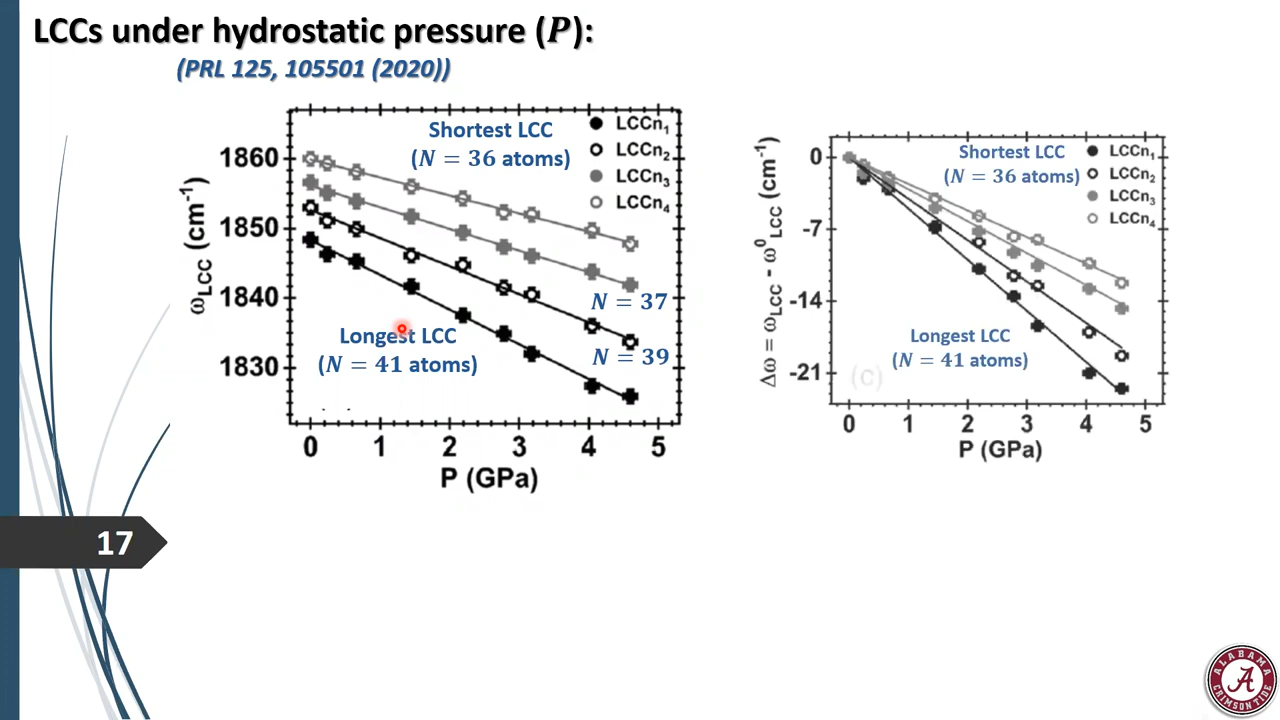 LCCs under hydrostatic pressure (P):
(PRL 125, 105501 (2020))
Shortest LCC
(N = 36 atoms)
LCCn1
LCCn2
LCCn3
LCCn4
1860
1850
1840
1830
ωLCC (cm-1)
N = 37
Longest LCC
(N = 41 atoms)
N = 39
0 1 2 3 4 5
P (GPa)
Shortest LCC
(N = 36 atoms)
LCCn1
LCCn2
LCCn3
LCCn4
0
-7
-14
-21
Δω = ωLCC - ω0LCC (cm-1)
Longest LCC
(N = 41 atoms)
(c)
0 1 2 3 4 5
P (GPa)
17
ALABAMA
A
CRIMSON TIDE